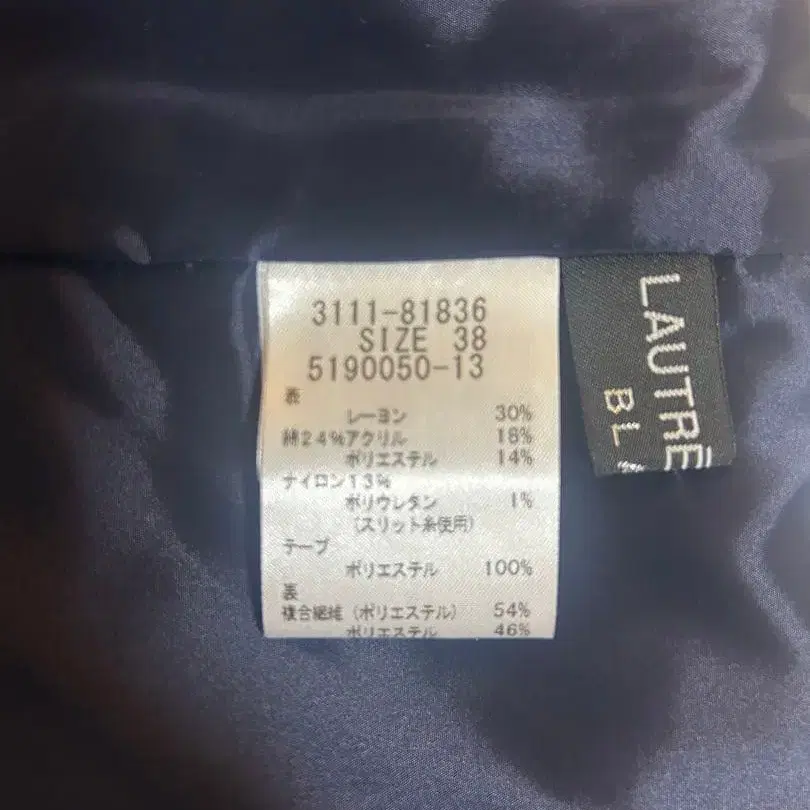 3111-81836
SIZE 38
5190050-13
表
レーヨン 30%
綿24%アクリル 18%
ポリエステル 14%
ナイロン13%
ポリウレタン 1%
(スリット糸使用)
テープ
ポリエステル 100%
表
複合繊維(ポリエステル) 54%
ポリエステル 46%
LAUTRE
BL